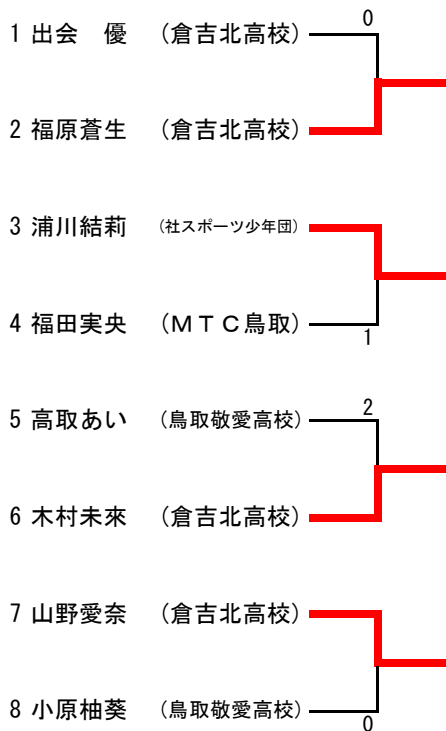 0
1 出会　優　(倉吉北高校)
2 福原蒼生　(倉吉北高校)
3 浦川結莉　(社スポーツ少年団)
4 福田実央　(ＭＴＣ鳥取)
1
2
5 高取あい　(鳥取敬愛高校)
6 木村未來　(倉吉北高校)
7 山野愛奈　(倉吉北高校)
8 小原柚葵　(鳥取敬愛高校)
0